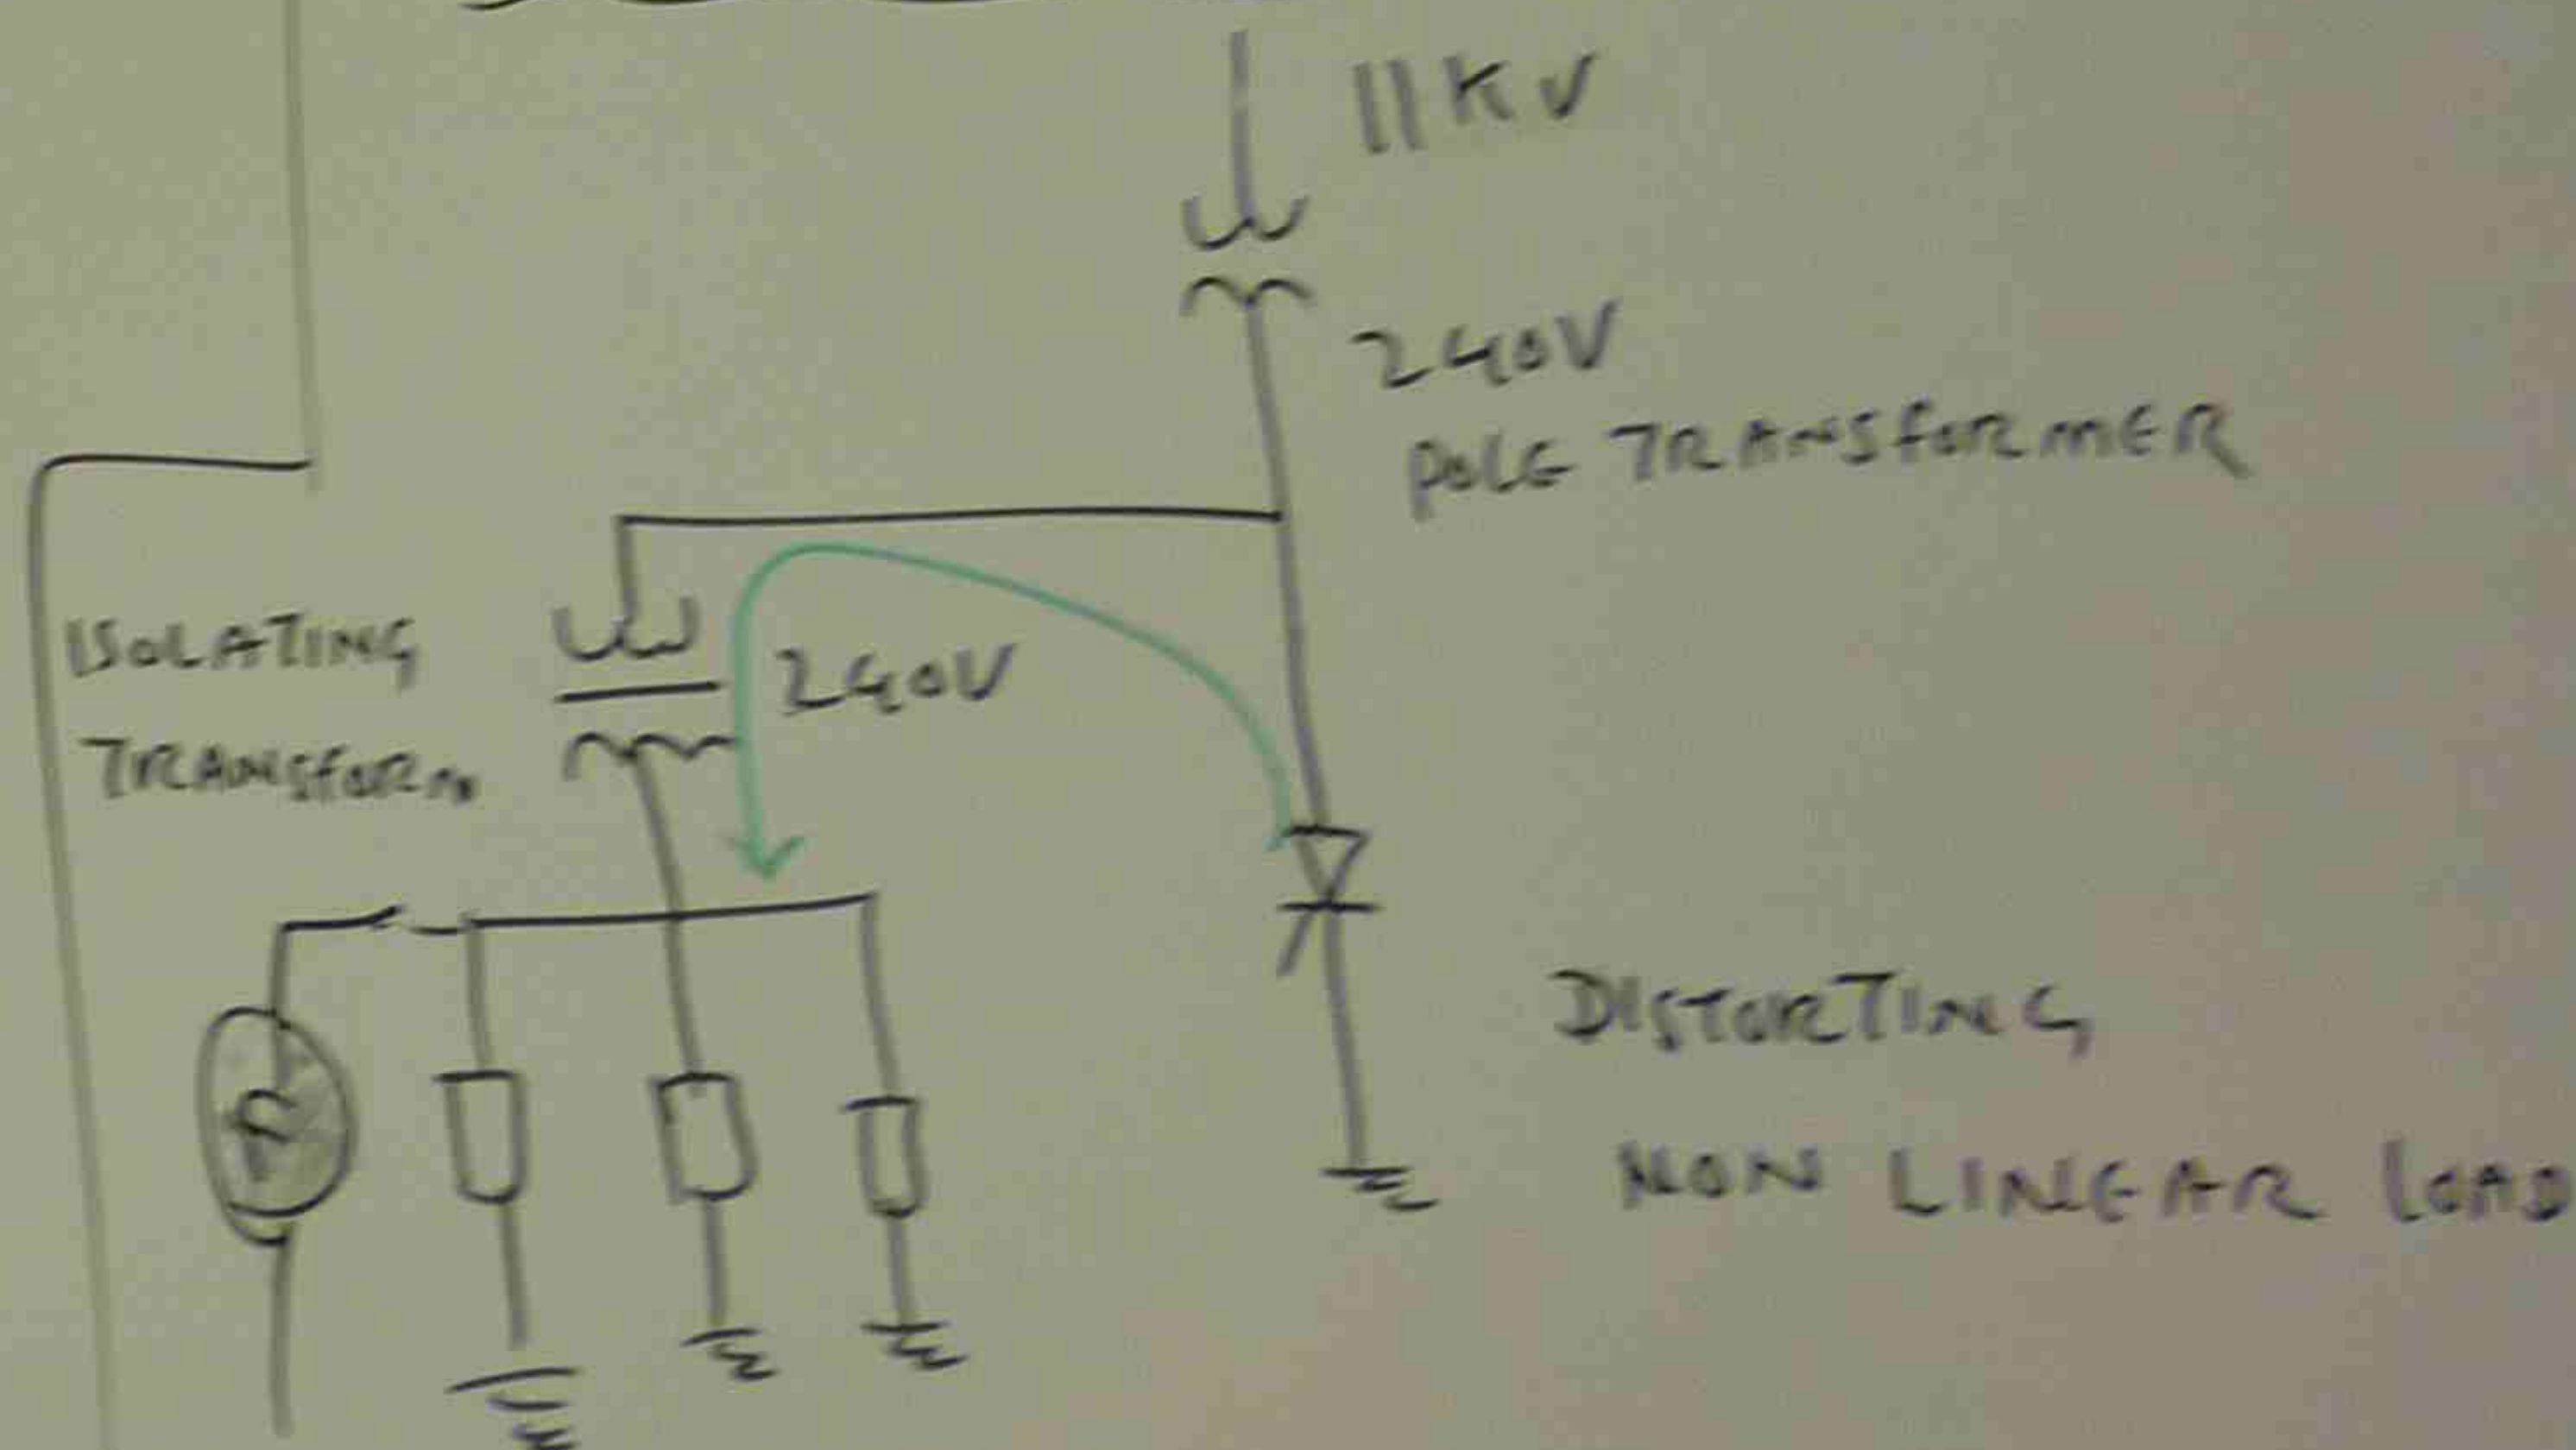 11KV
240V
POLE TRANSFORMER
ISOLATING
240V
TRANSFORM
DISTORTING
NON LINEAR LOAD